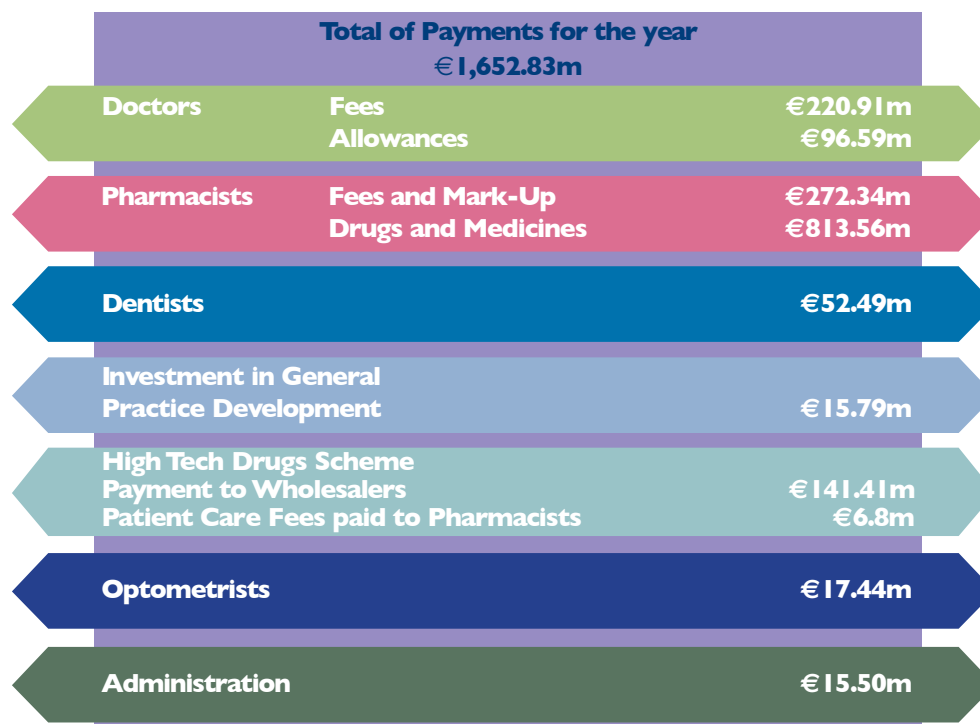 Total of Payments for the year
€1,652.83m
Doctors Fees €220.91m
Allowances €96.59m
Pharmacists Fees and Mark-Up €272.34m
Drugs and Medicines €813.56m
Dentists €52.49m
Investment in General
Practice Development €15.79m
High Tech Drugs Scheme
Payment to Wholesalers €141.41m
Patient Care Fees paid to Pharmacists €6.8m
Optometrists €17.44m
Administration €15.50m